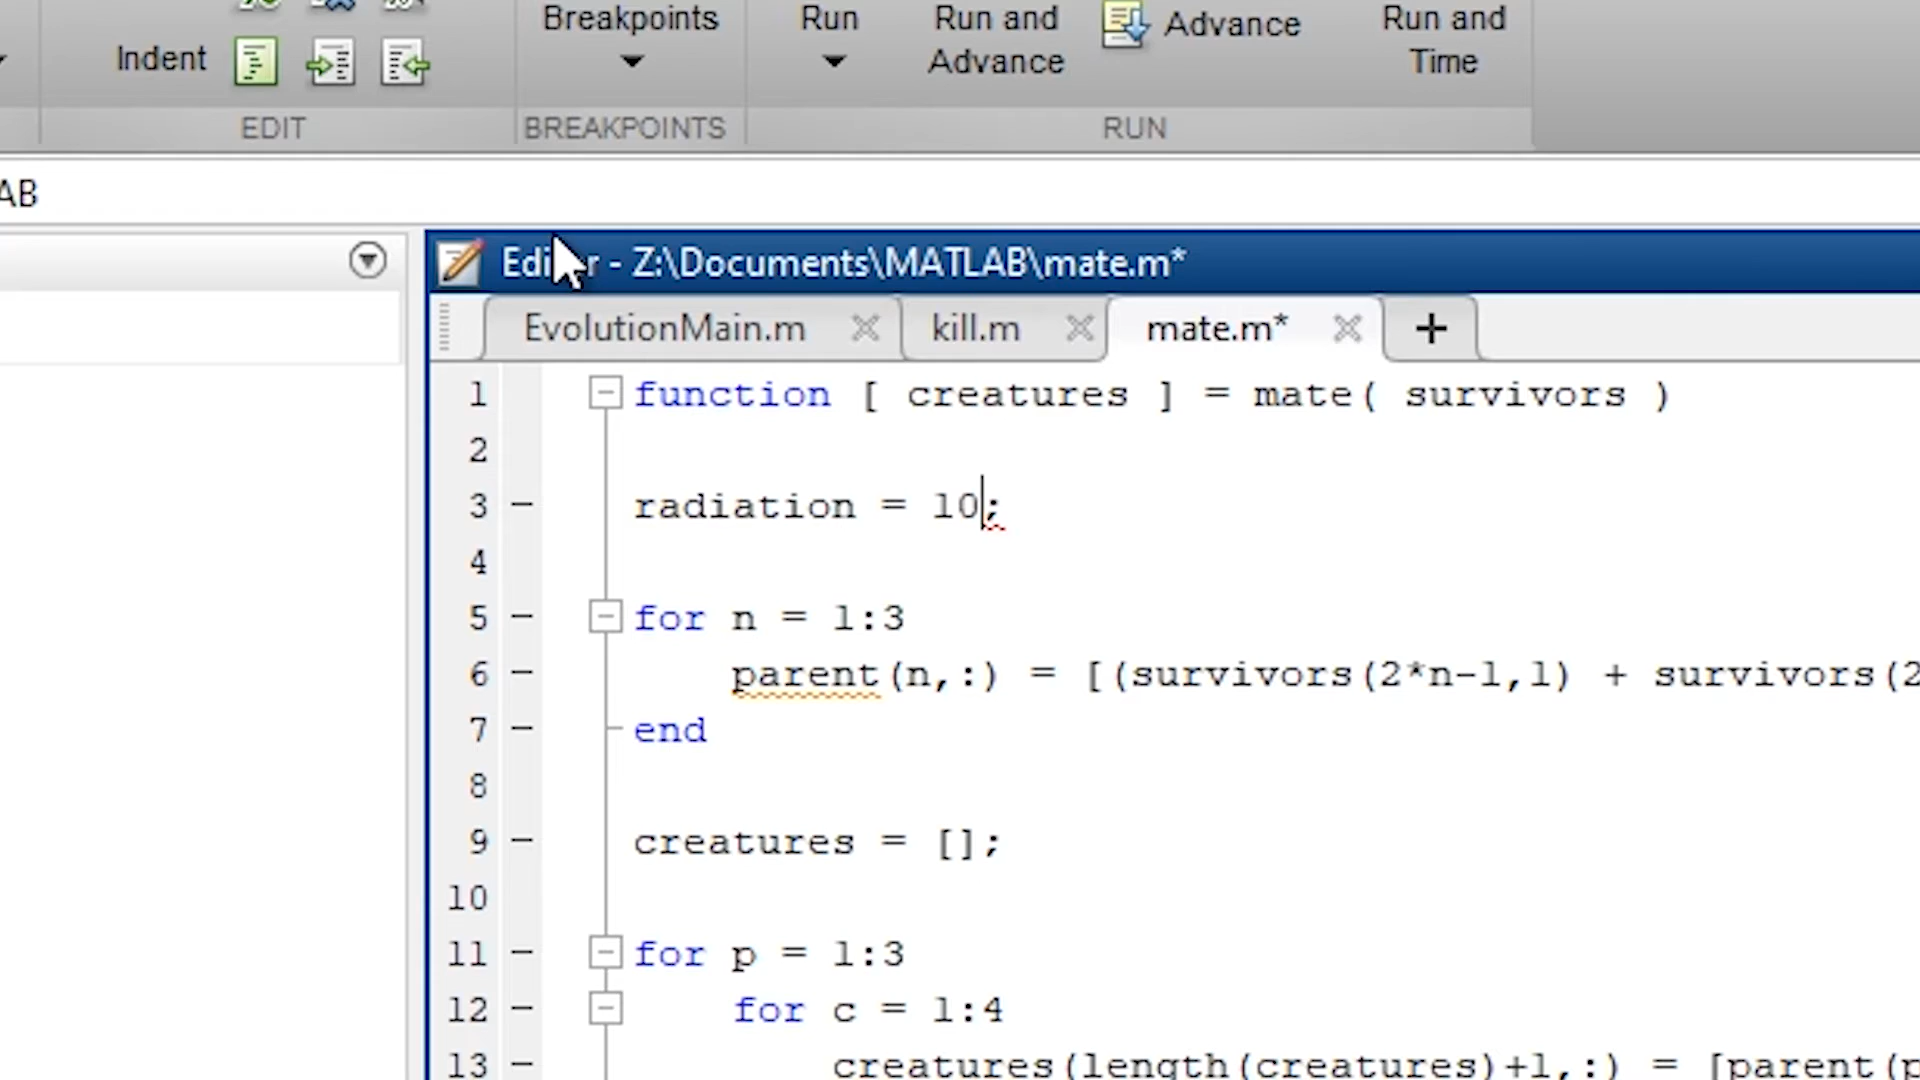 Indent
Breakpoints
Run
Run and
Advance
Advance
Run and
Time
EDIT
BREAKPOINTS
RUN
AB
Editor - Z:\Documents\MATLAB\mate.m*
EvolutionMain.m
kill.m
mate.m*
+
1 function [ creatures ] = mate( survivors )
2
3 radiation = 10;
4
5 for n = 1:3
6 parent(n,:) = [(survivors(2*n-1,1) + survivors(2
7 end
8
9 creatures = [];
10
11 for p = 1:3
12 for c = 1:4
13 creatures(length(creatures)+1,:) = [parent(p